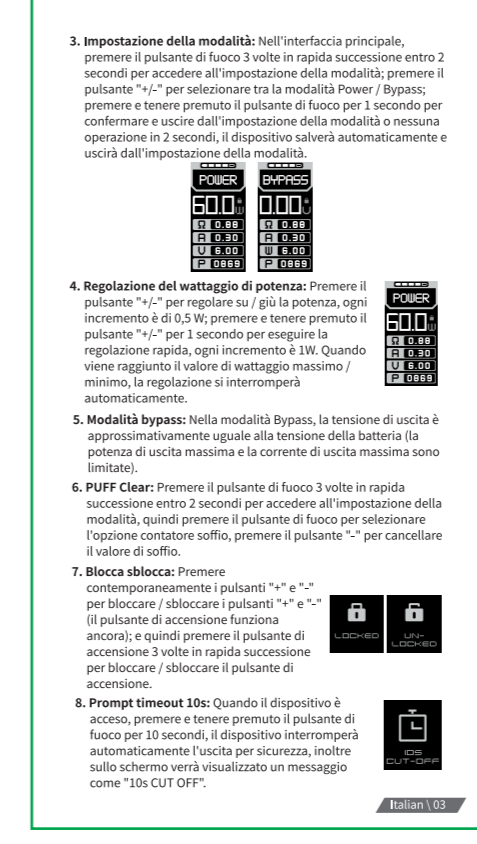 3. Impostazione della modalità: Nell'interfaccia principale,
premere il pulsante di fuoco 3 volte in rapida successione entro 2
secondi per accedere all'impostazione della modalità; premere il
pulsante "+/-" per selezionare tra la modalità Power / Bypass;
premere e tenere premuto il pulsante di fuoco per 1 secondo per
confermare e uscire dall'impostazione della modalità o nessuna
operazione in 2 secondi, il dispositivo salverà automaticamente e
uscirà dall'impostazione della modalità.
POWER
60.0W
Ω 0.88
A 0.30
V 6.00
P 0869
BYPASS
0.00V
Ω 0.88
A 0.30
W 6.00
P 0869
4. Regolazione del wattaggio di potenza: Premere il
pulsante "+/-" per regolare su / giù la potenza, ogni
incremento è di 0,5 W; premere e tenere premuto il
pulsante "+/-" per 1 secondo per eseguire la
regolazione rapida, ogni incremento è 1W. Quando
viene raggiunto il valore di wattaggio massimo /
minimo, la regolazione si interromperà
automaticamente.
POWER
60.0W
Ω 0.88
A 0.30
V 6.00
P 0869
5. Modalità bypass: Nella modalità Bypass, la tensione di uscita è
approssimativamente uguale alla tensione della batteria (la
potenza di uscita massima e la corrente di uscita massima sono
limitate).
6. PUFF Clear: Premere il pulsante di fuoco 3 volte in rapida
successione entro 2 secondi per accedere all'impostazione della
modalità, quindi premere il pulsante di fuoco per selezionare
l'opzione contatore soffio, premere il pulsante "-" per cancellare
il valore di soffio.
7. Blocca sblocca: Premere
contemporaneamente i pulsanti "+" e "-"
per bloccare / sbloccare i pulsanti "+" e "-"
(il pulsante di accensione funziona
ancora); e quindi premere il pulsante di
accensione 3 volte in rapida successione
per bloccare / sbloccare il pulsante di
accensione.
LOCKED
UN-
LOCKED
8. Prompt timeout 10s: Quando il dispositivo è
acceso, premere e tenere premuto il pulsante di
fuoco per 10 secondi, il dispositivo interromperà
automaticamente l'uscita per sicurezza, inoltre
sullo schermo verrà visualizzato un messaggio
come "10s CUT OFF".
10S
CUT-OFF
Italian \ 03